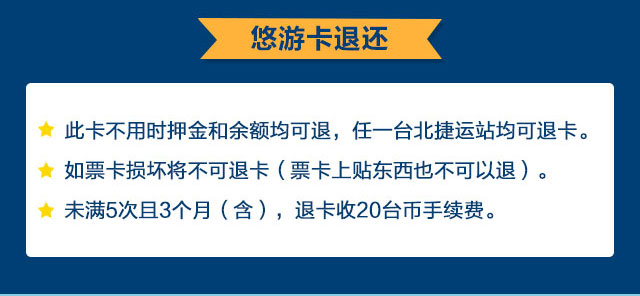 悠游卡退还
此卡不用时押金和余额均可退，任一台北捷运站均可退卡。
如票卡损坏将不可退卡（票卡上贴东西也不可以退）。
未满5次且3个月（含），退卡收20台币手续费。